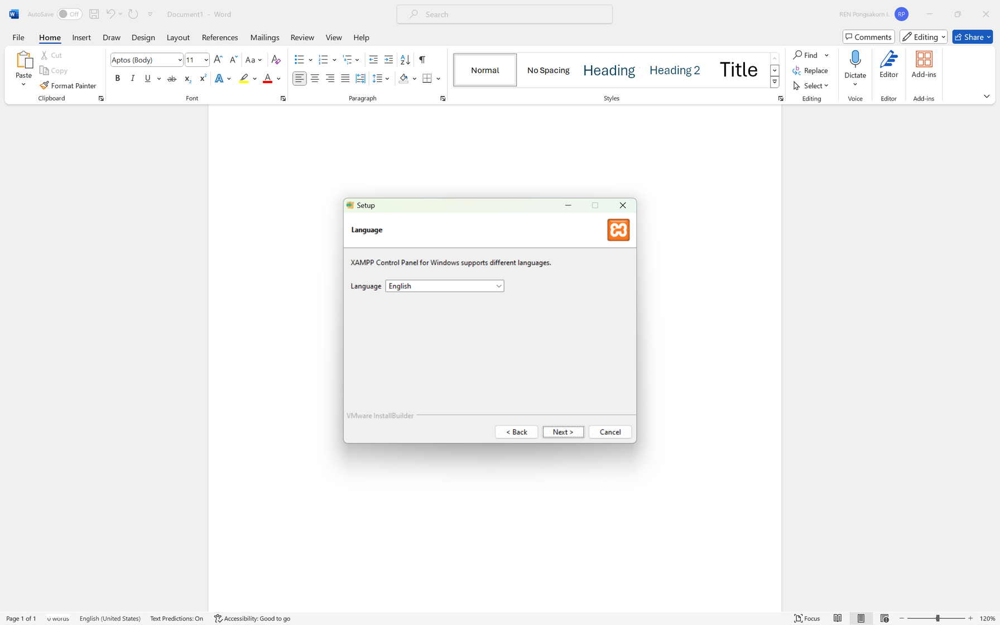 AutoSave Off Document1 - Word Search REN Pongsakorn I. RP
File Home Insert Draw Design Layout References Mailings Review View Help Comments Editing Share
Paste Cut Copy Format Painter Clipboard
Aptos (Body) 11 Aa
B I U ab x₂ x² A A
Font
Paragraph
Normal No Spacing Heading Heading 2 Title
Styles
Find
Replace
Select
Editing
Dictate
Voice
Editor
Editor
Add-ins
Add-ins
Setup
Language
XAMPP Control Panel for Windows supports different languages.
Language English
VMware InstallBuilder
< Back Next > Cancel
Page 1 of 1 0 words English (United States) Text Predictions: On Accessibility: Good to go Focus 120%